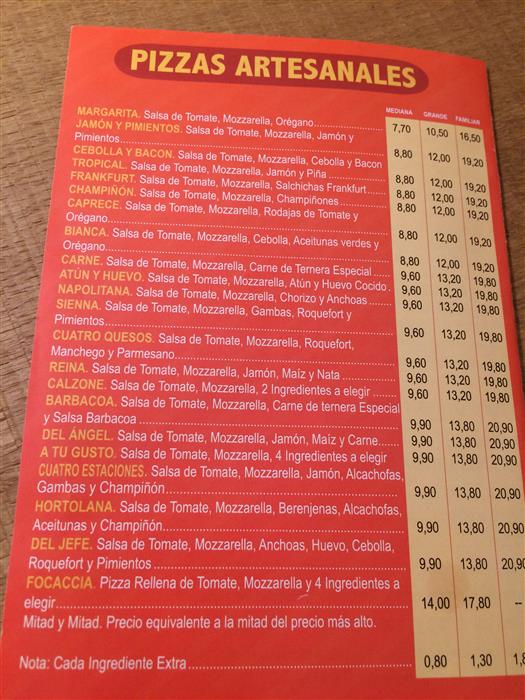 PIZZAS ARTESANALES
MEDIANA GRANDE FAMILIAR
MARGARITA. Salsa de Tomate, Mozzarella, Orégano
JAMÓN Y PIMIENTOS. Salsa de Tomate, Mozzarella, Jamón y
Pimientos
CEBOLLA Y BACON. Salsa de Tomate, Mozzarella, Cebolla y Bacon
TROPICAL. Salsa de Tomate, Mozzarella, Jamón y Piña
FRANKFURT. Salsa de Tomate, Mozzarella, Salchichas Frankfurt
CHAMPIÑÓN. Salsa de Tomate, Mozzarella, Champiñones
CAPRECE. Salsa de Tomate, Mozzarella, Rodajas de Tomate y
Orégano
BIANCA. Salsa de Tomate, Mozzarella, Cebolla, Aceitunas verdes y
Orégano
CARNE. Salsa de Tomate, Mozzarella, Carne de Ternera Especial
ATÚN Y HUEVO. Salsa de Tomate, Mozzarella, Atún y Huevo Cocido
NAPOLITANA. Salsa de Tomate, Mozzarella, Chorizo y Anchoas
SIENNA. Salsa de Tomate, Mozzarella, Gambas, Roquefort y
Pimientos
CUATRO QUESOS. Salsa de Tomate, Mozzarella, Roquefort,
Manchego y Parmesano
REINA. Salsa de Tomate, Mozzarella, Jamón, Maíz y Nata
CALZONE. Salsa de Tomate, Mozzarella, 2 Ingredientes a elegir
BARBACOA. Salsa de Tomate, Mozzarella, Carne de ternera Especial
y Salsa Barbacoa
DEL ÁNGEL. Salsa de Tomate, Mozzarella, Jamón, Maíz y Carne
A TU GUSTO. Salsa de Tomate, Mozzarella, 4 Ingredientes a elegir
CUATRO ESTACIONES. Salsa de Tomate, Mozzarella, Jamón, Alcachofas,
Gambas y Champiñón
HORTOLANA. Salsa de Tomate, Mozzarella, Berenjenas, Alcachofas,
Aceitunas y Champiñón
DEL JEFE. Salsa de Tomate, Mozzarella, Anchoas, Huevo, Cebolla,
Roquefort y Pimientos
FOCACCIA. Pizza Rellena de Tomate, Mozzarella y 4 Ingredientes a
elegir
Mitad y Mitad. Precio equivalente a la mitad del precio más alto.
Nota: Cada Ingrediente Extra
7,70 10,50 16,50
8,80 12,00 19,20
8,80 12,00 19,20
8,80 12,00 19,20
8,80 12,00 19,20
8,80 12,00 19,20
8,80 12,00 19,20
9,60 13,20 19,80
9,60 13,20 19,80
9,60 13,20 19,80
9,60 13,20 19,80
9,60 13,20 19,80
9,60 13,20 19,80
9,60 13,20 19,80
9,90 13,80 20,90
9,90 13,80 20,90
9,90 13,80 20,90
9,90 13,80 20,90
9,90 13,80 20,90
9,90 13,80 20,90
14,00 17,80 --
0,80 1,30